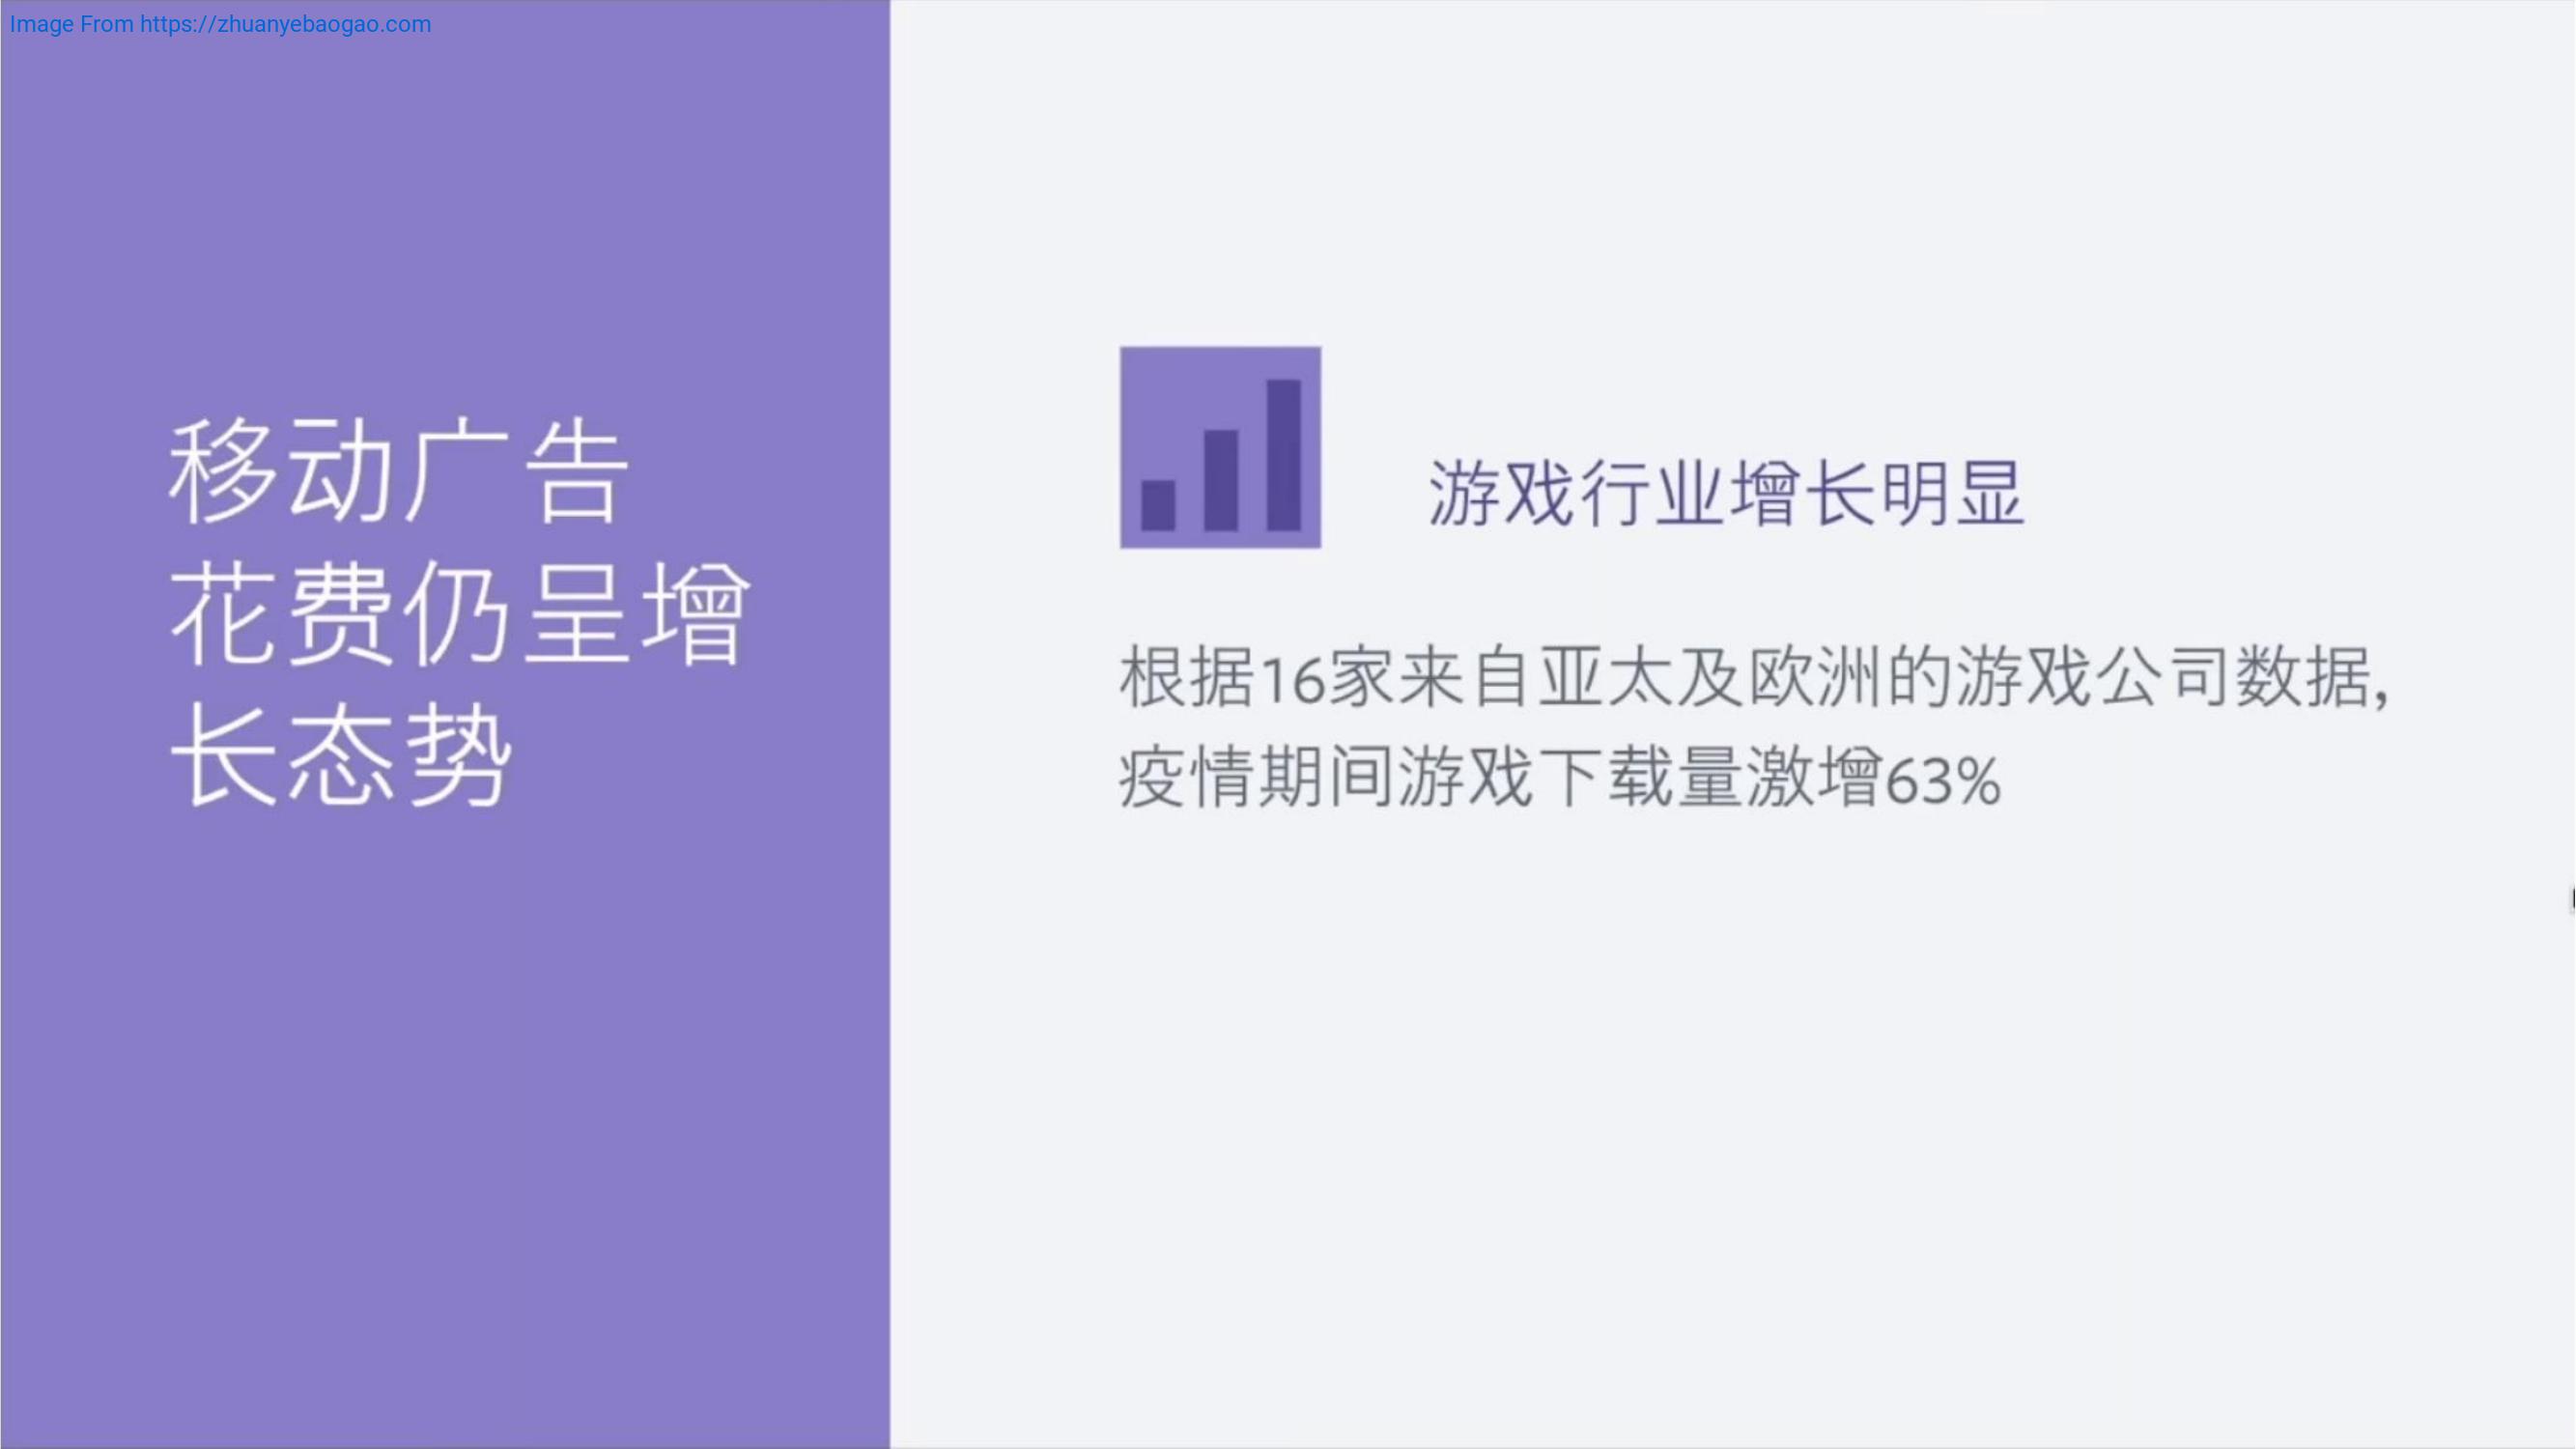 Image From https://zhuanyebaogao.com
移动广告
花费仍呈增
长态势
游戏行业增长明显
根据16家来自亚太及欧洲的游戏公司数据,
疫情期间游戏下载量激增63%